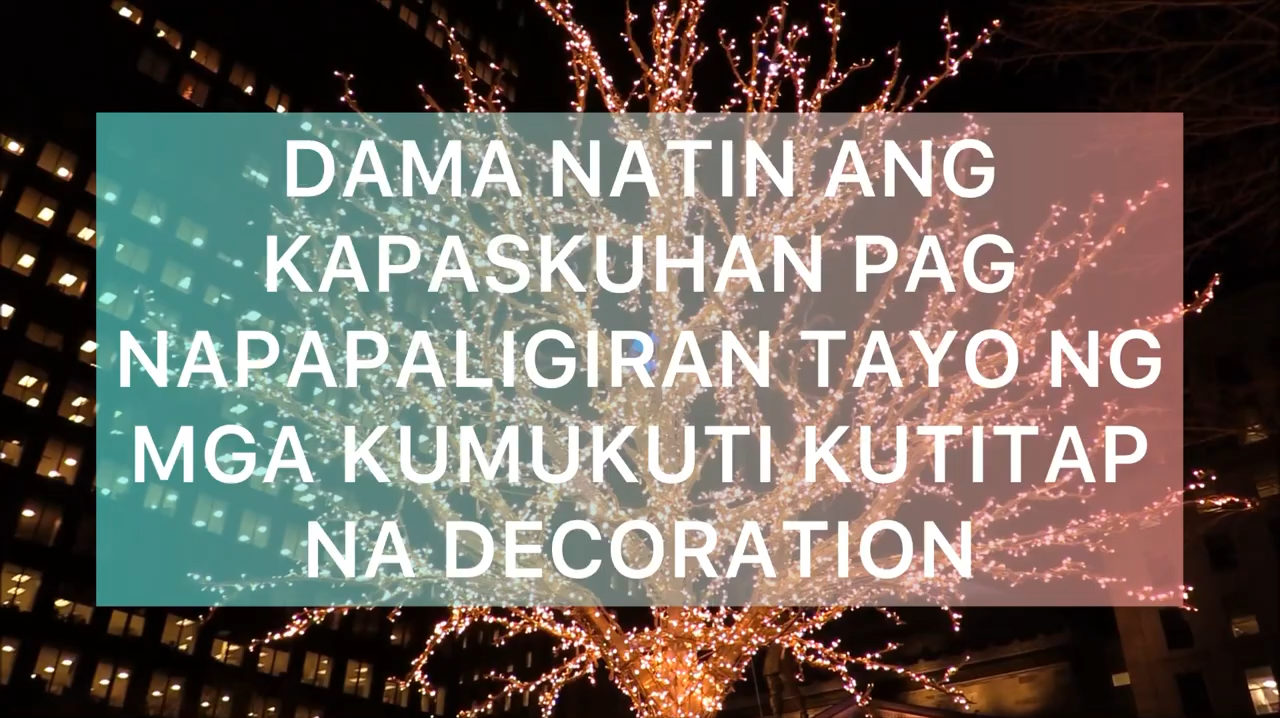 DAMA NATIN ANG
KAPASKUHAN PAG
NAPAPALIGIRAN TAYO NG
MGA KUMUKUTI KUTITAP
NA DECORATION